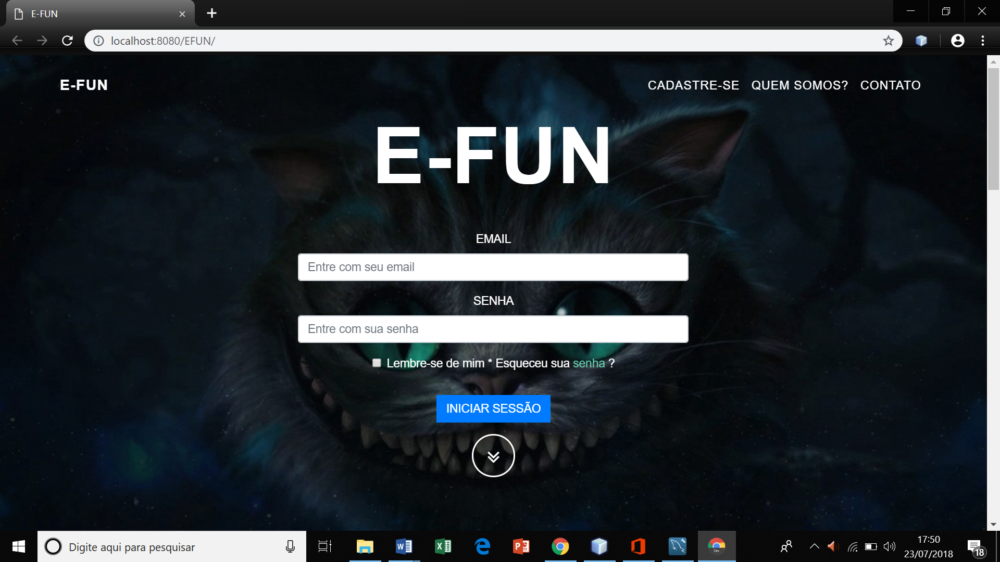 E-FUN
localhost:8080/EFUN/
E-FUN
CADASTRE-SE QUEM SOMOS? CONTATO
E-FUN
EMAIL
Entre com seu email
SENHA
Entre com sua senha
Lembre-se de mim * Esqueceu sua senha ?
INICIAR SESSÃO
Digite aqui para pesquisar
Dev
17:50
23/07/2018
18